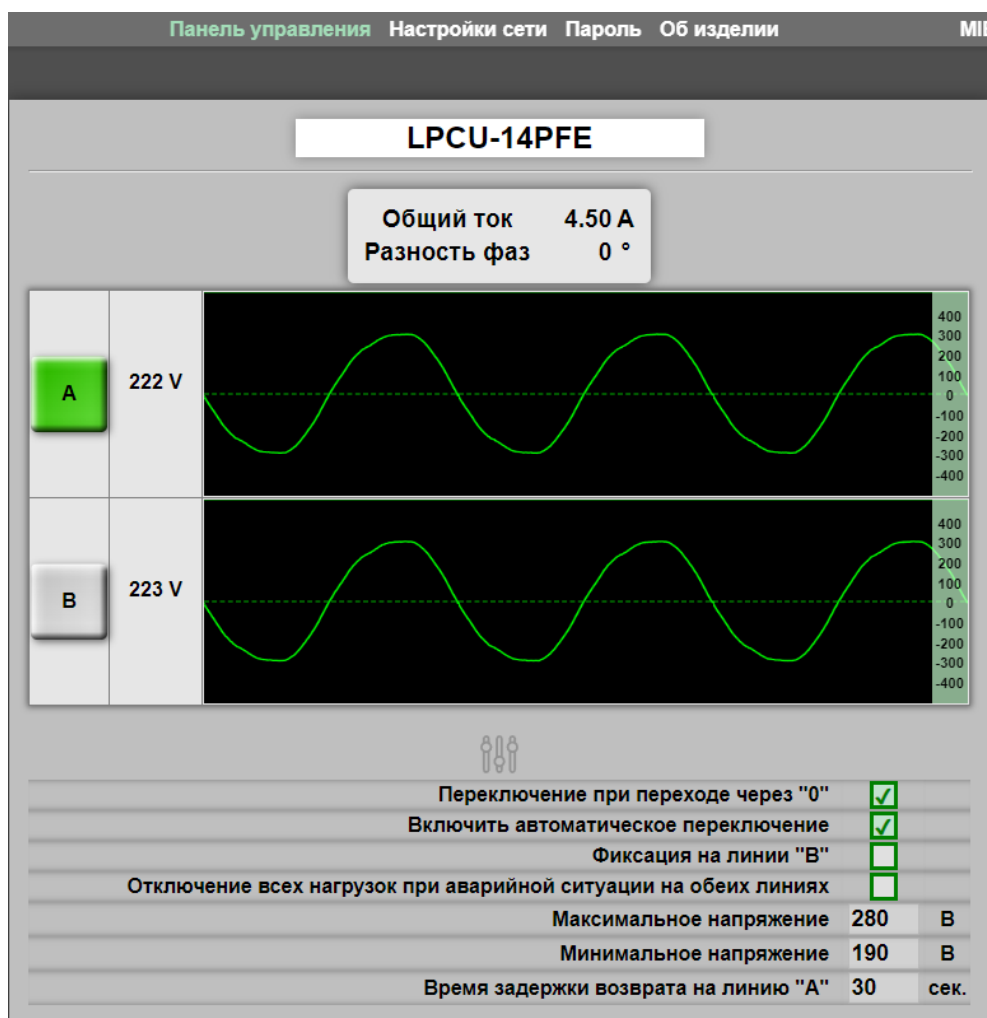 Панель управления Настройки сети Пароль Об изделии
LPCU-14PFE
Общий ток 4.50 A
Разность фаз 0 °
A 222 V
400
300
200
100
0
-100
-200
-300
-400
B 223 V
400
300
200
100
0
-100
-200
-300
-400
Переключение при переходе через "0"
Включить автоматическое переключение
Фиксация на линии "B"
Отключение всех нагрузок при аварийной ситуации на обеих линиях
Максимальное напряжение 280 В
Минимальное напряжение 190 В
Время задержки возврата на линию "A" 30 сек.